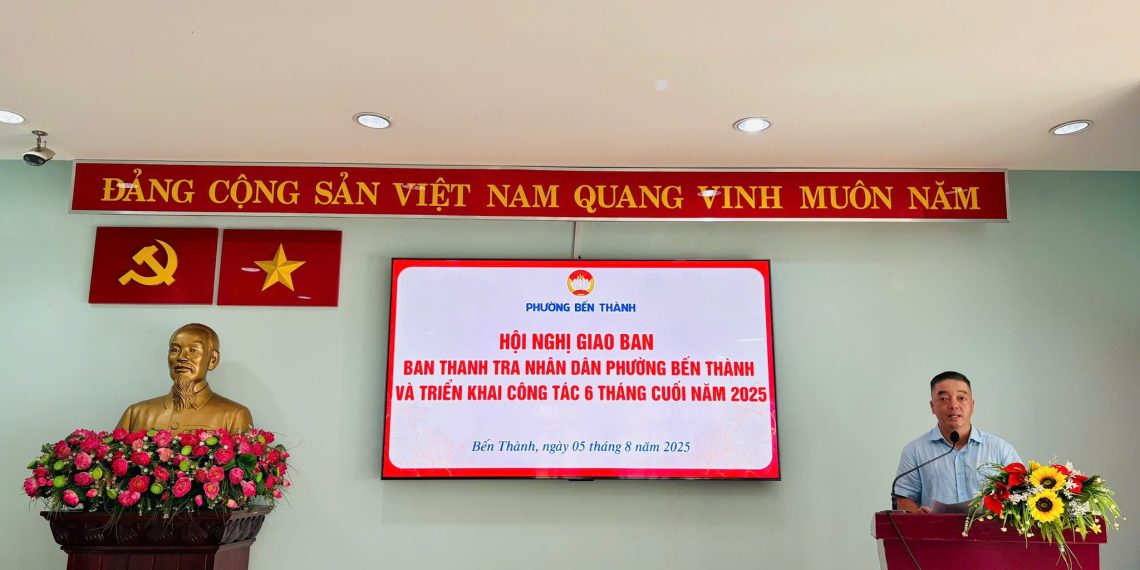 ĐẢNG CỘNG SẢN VIỆT NAM QUANG VINH MUÔN NĂM
PHƯỜNG BẾN THÀNH
HỘI NGHỊ GIAO BAN
BAN THANH TRA NHÂN DÂN PHƯỜNG BẾN THÀNH
VÀ TRIỂN KHAI CÔNG TÁC 6 THÁNG CUỐI NĂM 2025
Bến Thành, ngày 05 tháng 8 năm 2025